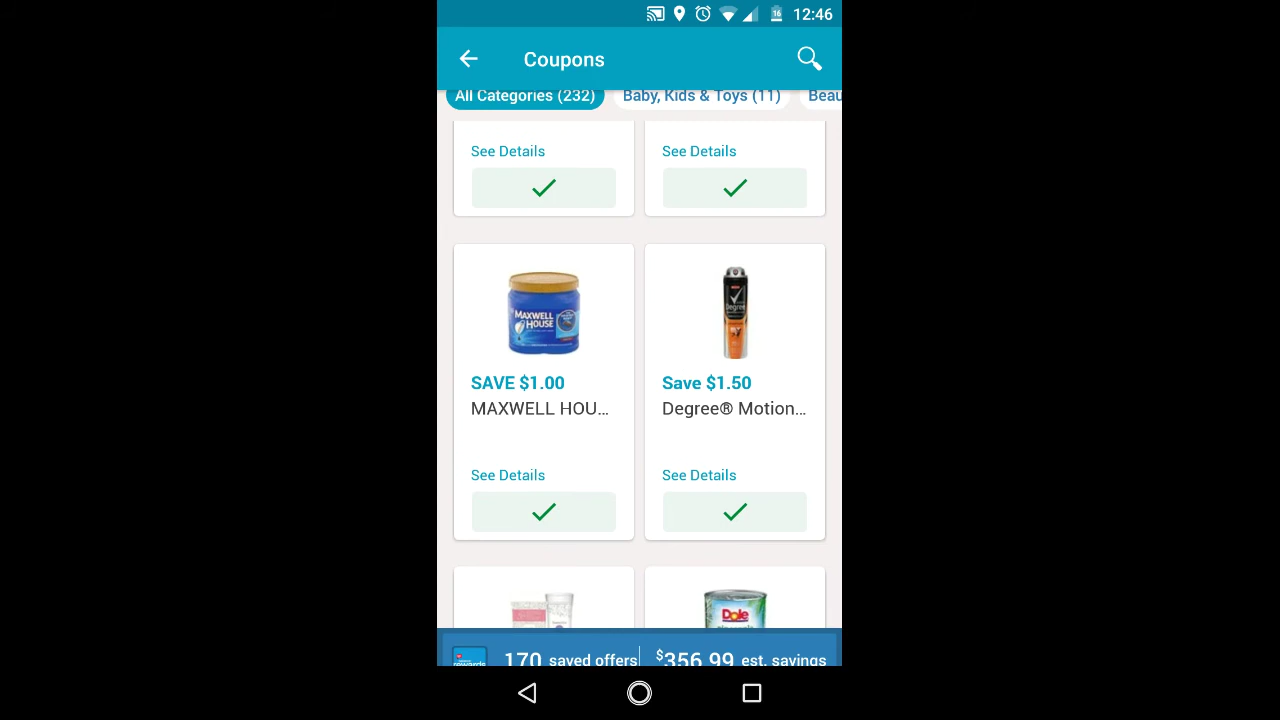 16 12:46
Coupons
All Categories (232) Baby, Kids & Toys (11) Beau
See Details See Details
MAXWELL HOUSE
Degree
SAVE $1.00 Save $1.50
MAXWELL HOU... Degree® Motion...
See Details See Details
Dole
170 saved offers $356.99 est. savings